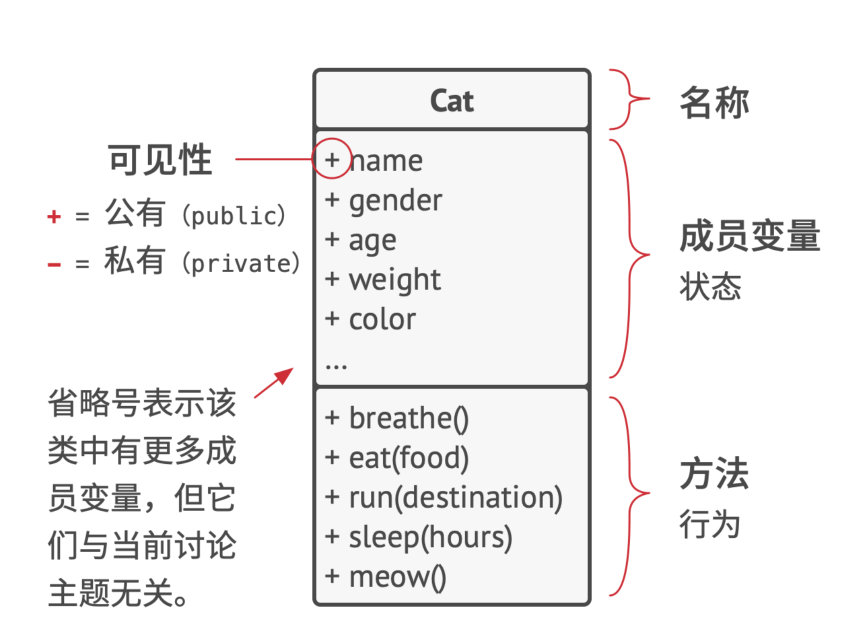 Cat
名称
可见性
+ = 公有（public）
− = 私有（private）
+ name
+ gender
+ age
+ weight
+ color
...
成员变量
状态
省略号表示该
类中有更多成
员变量，但它
们与当前讨论
主题无关。
+ breathe()
+ eat(food)
+ run(destination)
+ sleep(hours)
+ meow()
方法
行为